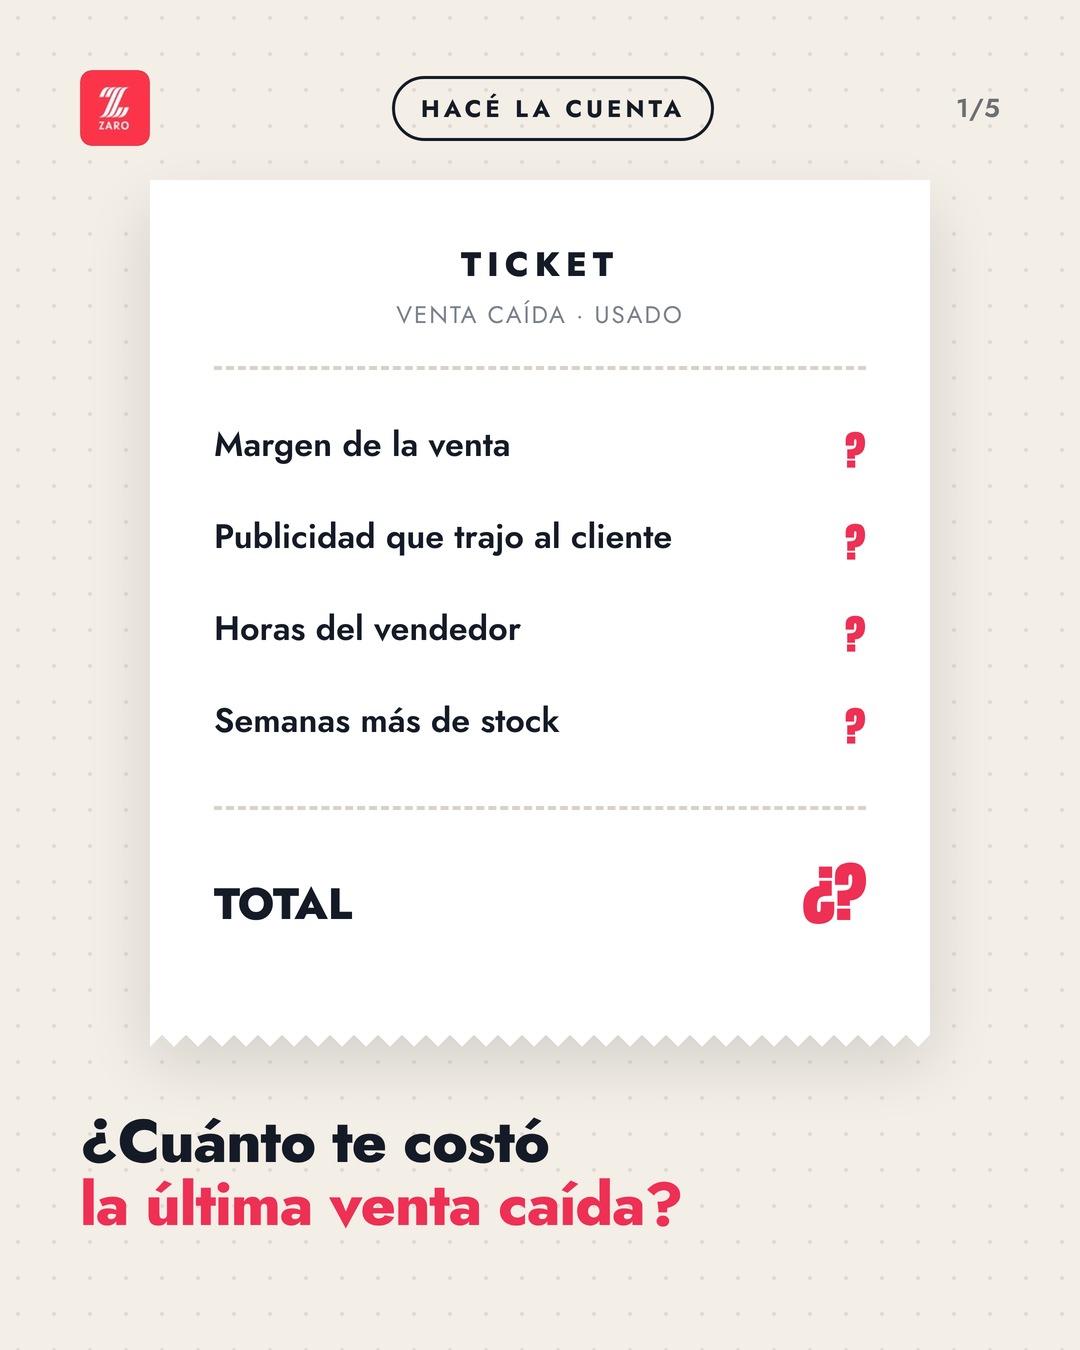 ZARO
HACÉ LA CUENTA
1/5
TICKET
VENTA CAÍDA · USADO
Margen de la venta ?
Publicidad que trajo al cliente ?
Horas del vendedor ?
Semanas más de stock ?
TOTAL ¿?
¿Cuánto te costó
la última venta caída?